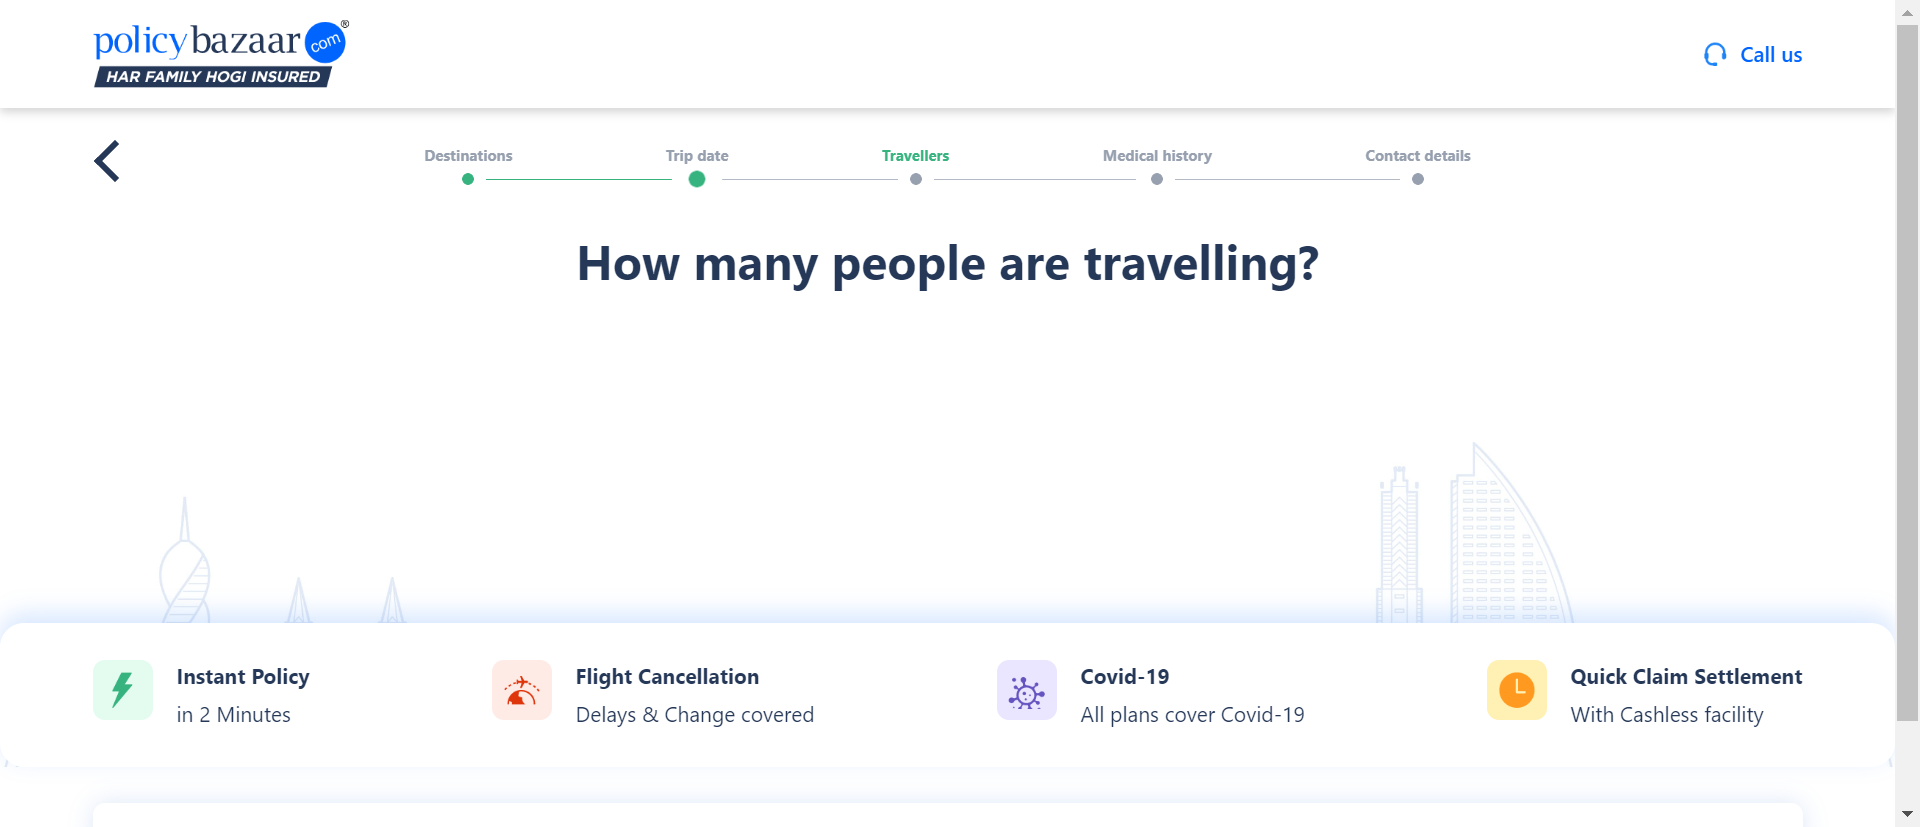 policybazaar com ®
HAR FAMILY HOGI INSURED
Call us
Destinations
Trip date
Travellers
Medical history
Contact details
How many people are travelling?
Instant Policy
in 2 Minutes
Flight Cancellation
Delays & Change covered
Covid-19
All plans cover Covid-19
Quick Claim Settlement
With Cashless facility